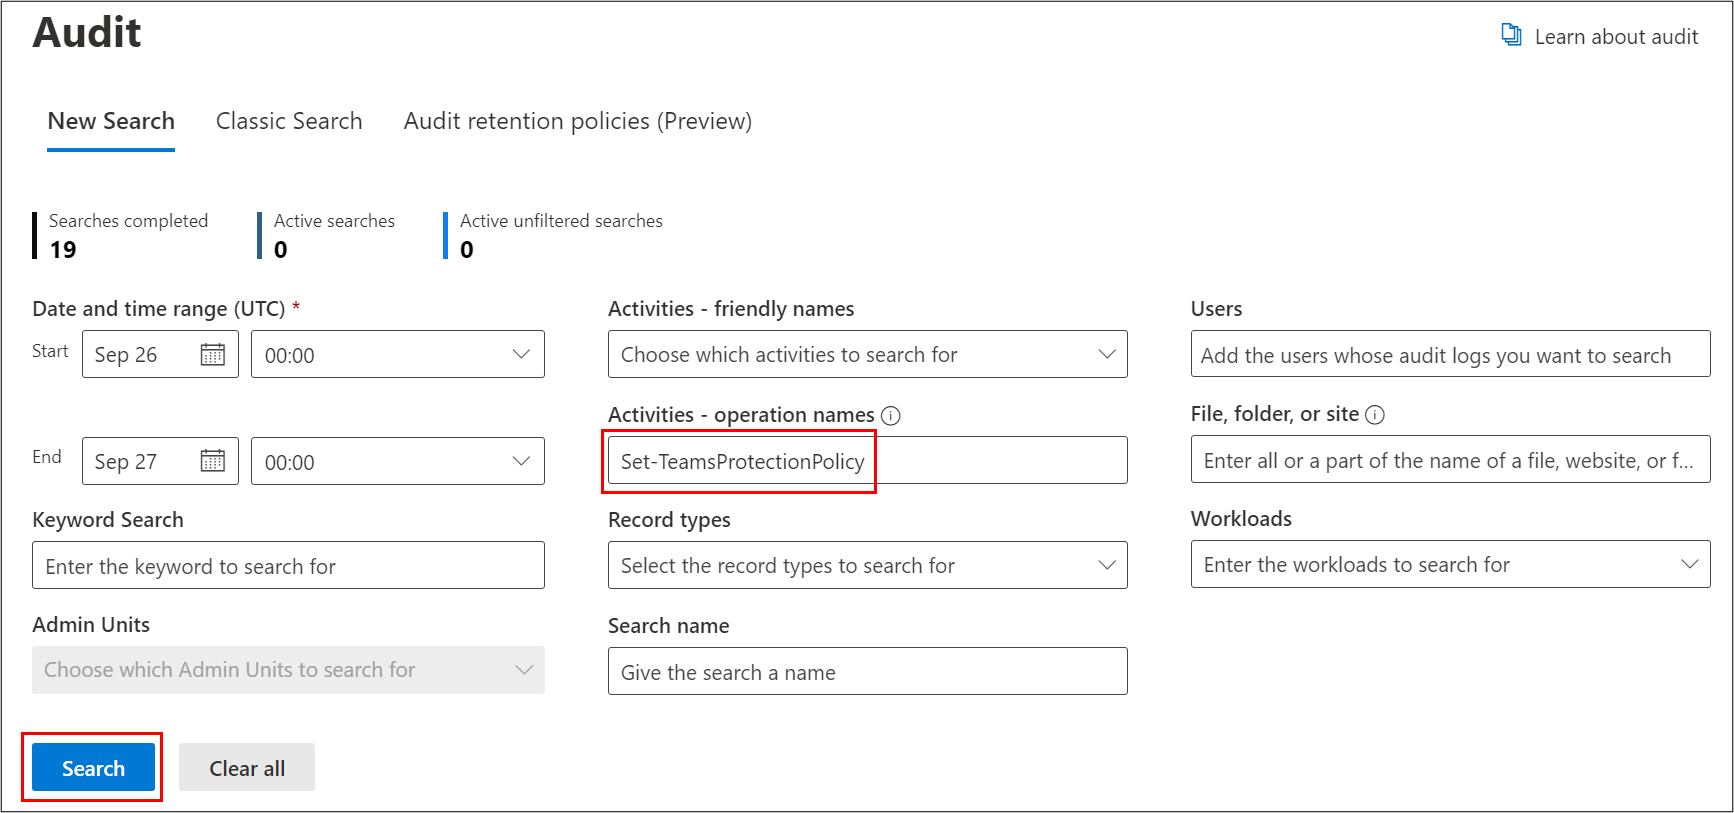 Audit
Learn about audit
New Search
Classic Search
Audit retention policies (Preview)
Searches completed
19
Active searches
0
Active unfiltered searches
0
Date and time range (UTC) *
Start
Sep 26
00:00
End
Sep 27
00:00
Keyword Search
Enter the keyword to search for
Admin Units
Choose which Admin Units to search for
Activities - friendly names
Choose which activities to search for
Activities - operation names
Set-TeamsProtectionPolicy
Record types
Select the record types to search for
Search name
Give the search a name
Users
Add the users whose audit logs you want to search
File, folder, or site
Enter all or a part of the name of a file, website, or f...
Workloads
Enter the workloads to search for
Search
Clear all